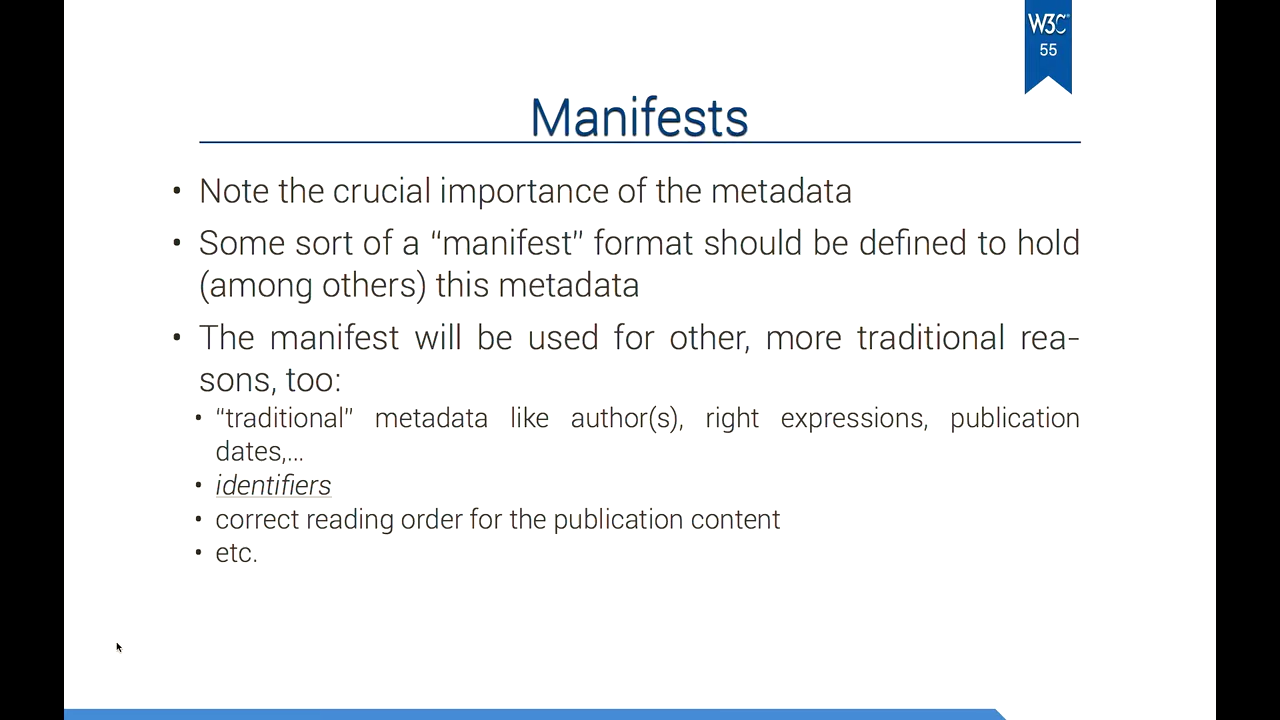 W3C
55
Manifests
• Note the crucial importance of the metadata
• Some sort of a “manifest” format should be defined to hold
(among others) this metadata
• The manifest will be used for other, more traditional rea-
sons, too:
• “traditional” metadata like author(s), right expressions, publication
dates,...
• identifiers
• correct reading order for the publication content
• etc.